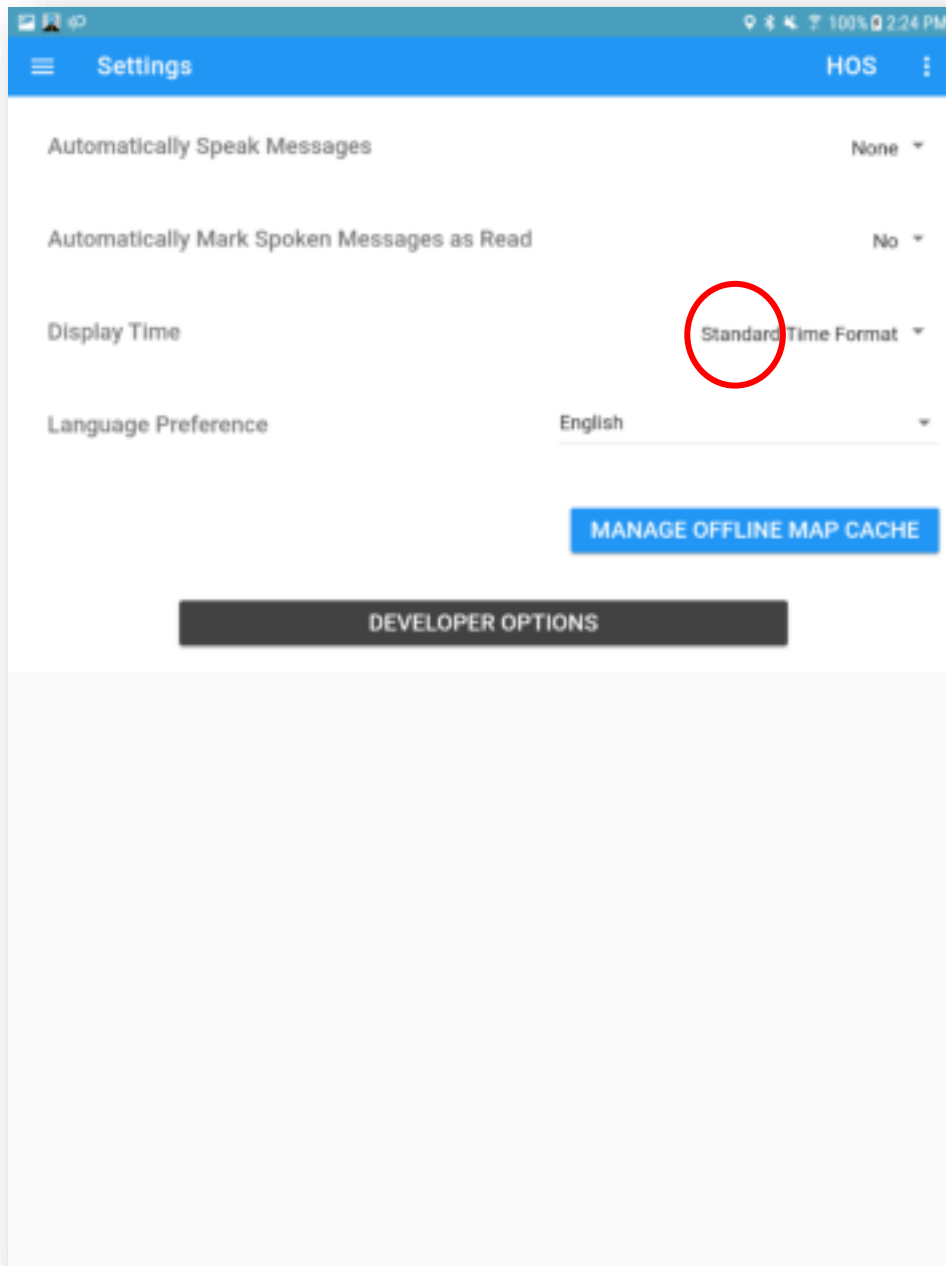 100% 2:24 PM
Settings HOS
Automatically Speak Messages None
Automatically Mark Spoken Messages as Read No
Display Time Standard Time Format
Language Preference English
MANAGE OFFLINE MAP CACHE
DEVELOPER OPTIONS